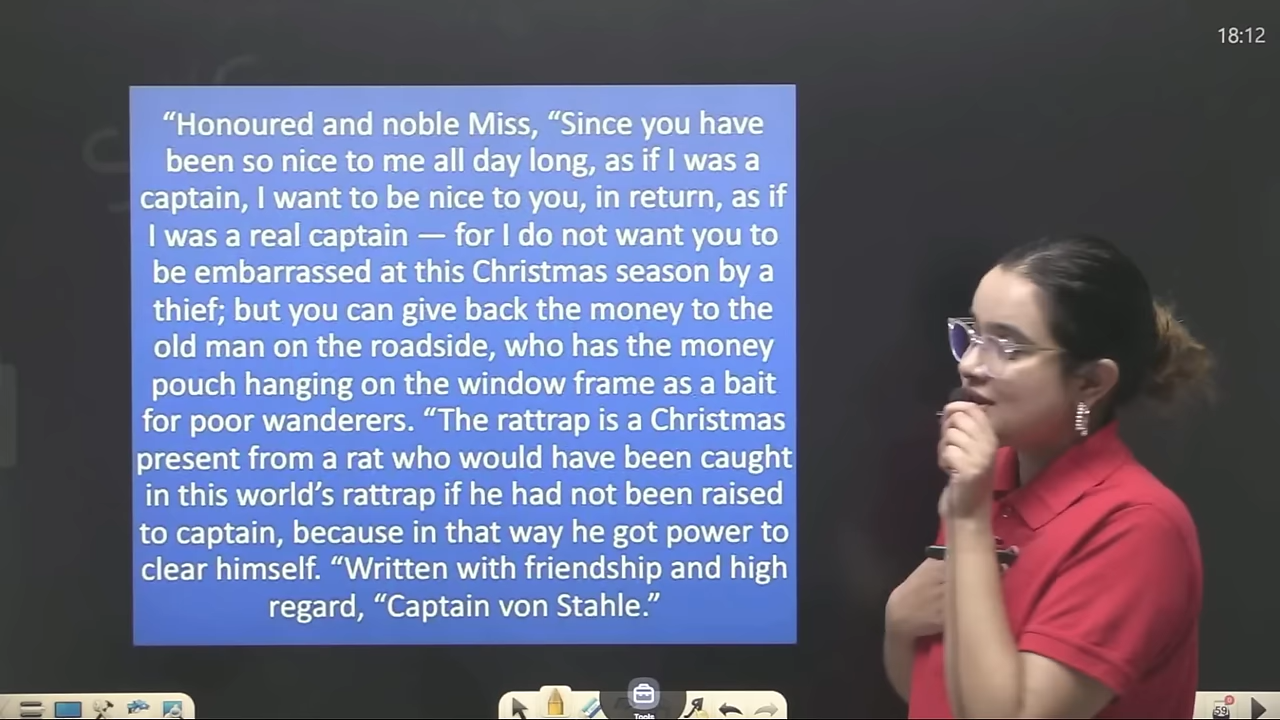 18:12
“Honoured and noble Miss, “Since you have
been so nice to me all day long, as if I was a
captain, I want to be nice to you, in return, as if
I was a real captain — for I do not want you to
be embarrassed at this Christmas season by a
thief; but you can give back the money to the
old man on the roadside, who has the money
pouch hanging on the window frame as a bait
for poor wanderers. “The rattrap is a Christmas
present from a rat who would have been caught
in this world’s rattrap if he had not been raised
to captain, because in that way he got power to
clear himself. “Written with friendship and high
regard, “Captain von Stahle.”
Tools
59